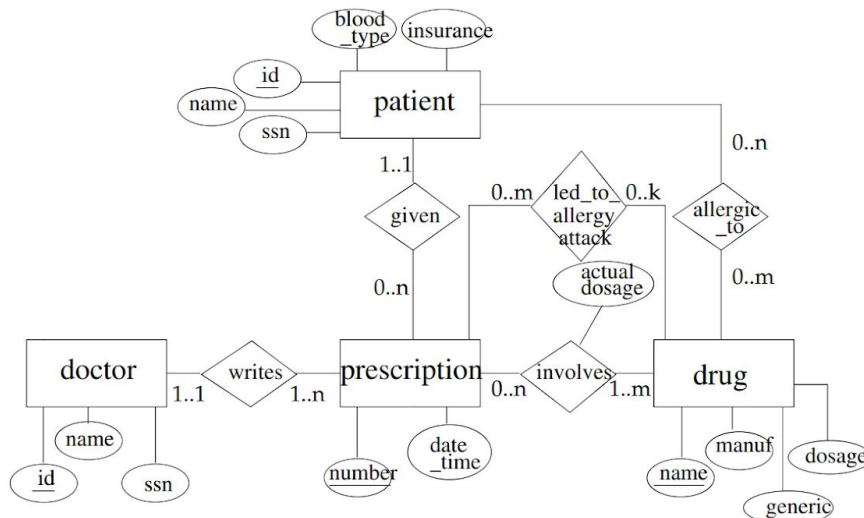 blood
_type
insurance
id
name
ssn
patient
1..1
given
0..n
0..m
led_to_
allergy
attack
0..k
0..n
allergic
_to
0..m
actual
dosage
doctor
1..1
writes
1..n
prescription
0..n
involves
1..m
drug
id
name
ssn
number
date
_time
name
manuf
generic
dosage